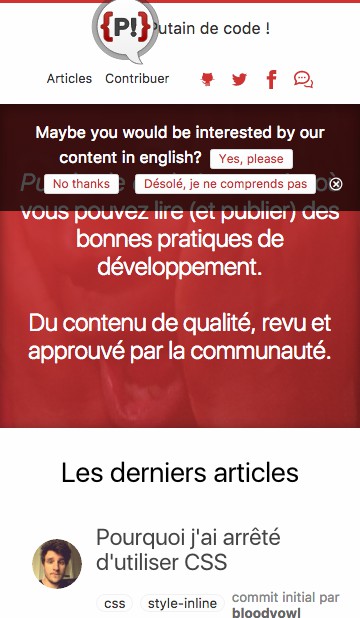 {P!} Putain de code !
Articles Contribuer
Maybe you would be interested by our
content in english? Yes, please
No thanks Désolé, je ne comprends pas
où
vous pouvez lire (et publier) des
bonnes pratiques de
développement.
Du contenu de qualité, revu et
approuvé par la communauté.
Les derniers articles
Pourquoi j'ai arrêté
d'utiliser CSS
css style-inline commit initial par
bloodyowl